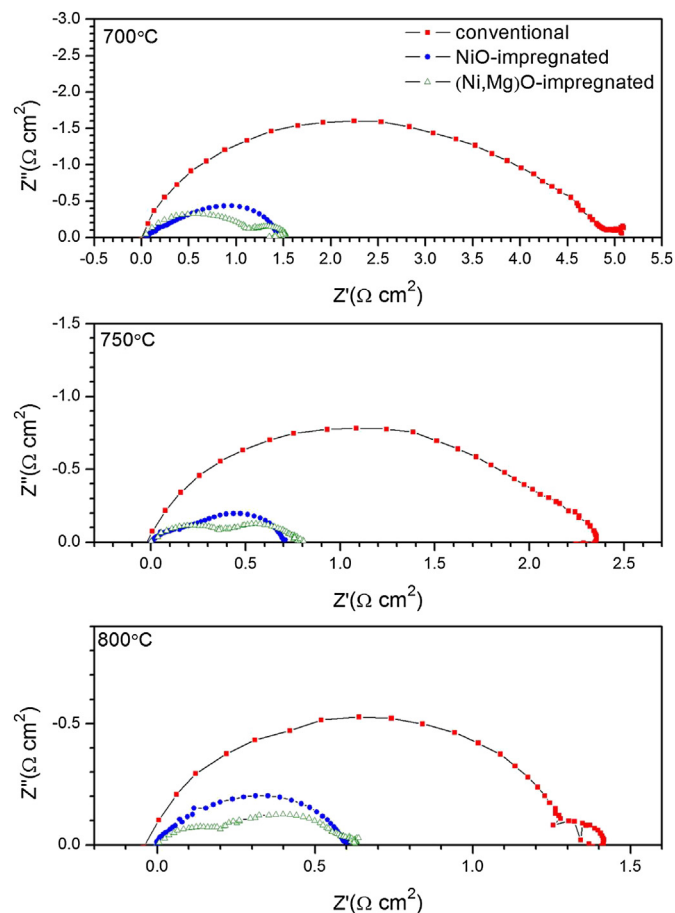 700°C
conventional
NiO-impregnated
(Ni,Mg)O-impregnated
Z''(Ω cm²)
-3.0
-2.5
-2.0
-1.5
-1.0
-0.5
0.0
-0.5 0.0 0.5 1.0 1.5 2.0 2.5 3.0 3.5 4.0 4.5 5.0 5.5
Z'(Ω cm²)
750°C
Z''(Ω cm²)
-1.5
-1.0
-0.5
0.0
0.0 0.5 1.0 1.5 2.0 2.5
Z'(Ω cm²)
800°C
Z''(Ω cm²)
-0.5
0.0
0.0 0.5 1.0 1.5
Z'(Ω cm²)